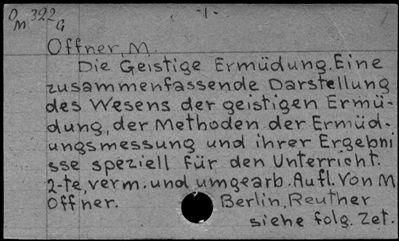 O 392 -1-
M G
Offner, M.
Die Geistige Ermüdung. Eine
zusammenfassende Darstellung
des Wesens der geistigen Ermü-
dung, der Methoden der Ermüd-
ungsmessung und ihrer Ergebni
sse speziell für den Unterricht.
2-te, verm. und umgearb. Aufl. von M
Offner. Berlin, Reuther
siehe folg. Zet.